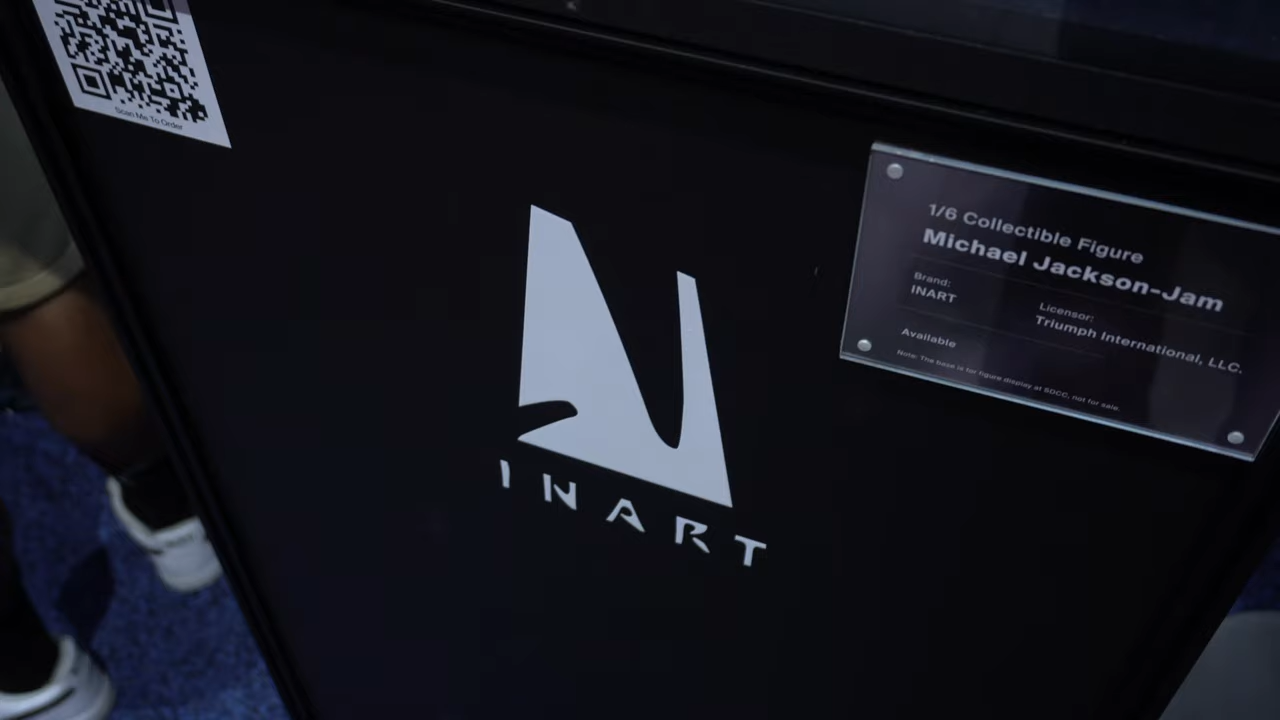 Scan Me To Order
INART
1/6 Collectible Figure
Michael Jackson-Jam
Brand:
INART
Licensor:
Triumph International, LLC.
Available
Note: The base is for figure display at SDCC, not for sale.